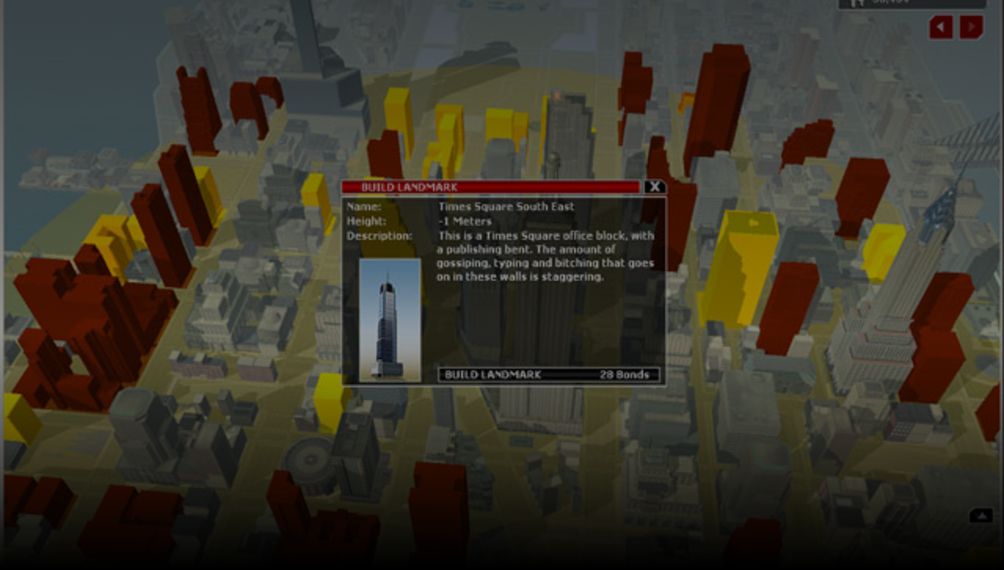 BUILD LANDMARK X
Name: Times Square South East
Height: -1 Meters
Description: This is a Times Square office block, with
a publishing bent. The amount of
gossiping, typing and bitching that goes
on in these walls is staggering.
BUILD LANDMARK 28 Bonds